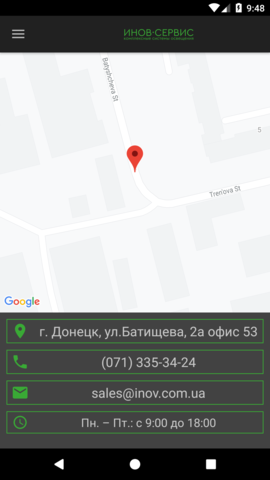 9:48
ИНОВ·СЕРВИС
Batyshcheva St
Trenova St
Google
г. Донецк, ул.Батищева, 2а офис 53
(071) 335-34-24
sales@inov.com.ua
Пн. – Пт.: с 9:00 до 18:00